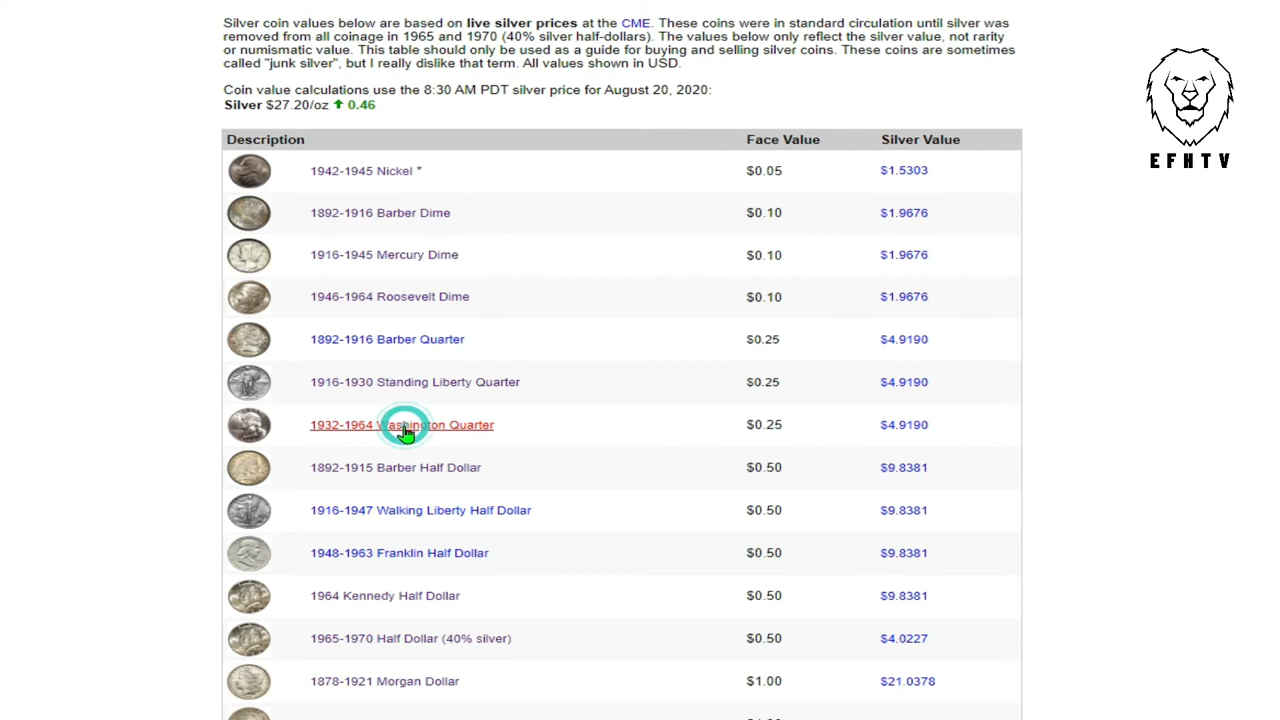 Silver coin values below are based on live silver prices at the CME. These coins were in standard circulation until silver was
removed from all coinage in 1965 and 1970 (40% silver half-dollars). The values below only reflect the silver value, not rarity
or numismatic value. This table should only be used as a guide for buying and selling silver coins. These coins are sometimes
called "junk silver", but I really dislike that term. All values shown in USD.
Coin value calculations use the 8:30 AM PDT silver price for August 20, 2020:
Silver $27.20/oz ⬆ 0.46
EFHTV
Description Face Value Silver Value
1942-1945 Nickel * $0.05 $1.5303
1892-1916 Barber Dime $0.10 $1.9676
1916-1945 Mercury Dime $0.10 $1.9676
1946-1964 Roosevelt Dime $0.10 $1.9676
1892-1916 Barber Quarter $0.25 $4.9190
1916-1930 Standing Liberty Quarter $0.25 $4.9190
1932-1964 Washington Quarter $0.25 $4.9190
1892-1915 Barber Half Dollar $0.50 $9.8381
1916-1947 Walking Liberty Half Dollar $0.50 $9.8381
1948-1963 Franklin Half Dollar $0.50 $9.8381
1964 Kennedy Half Dollar $0.50 $9.8381
1965-1970 Half Dollar (40% silver) $0.50 $4.0227
1878-1921 Morgan Dollar $1.00 $21.0378